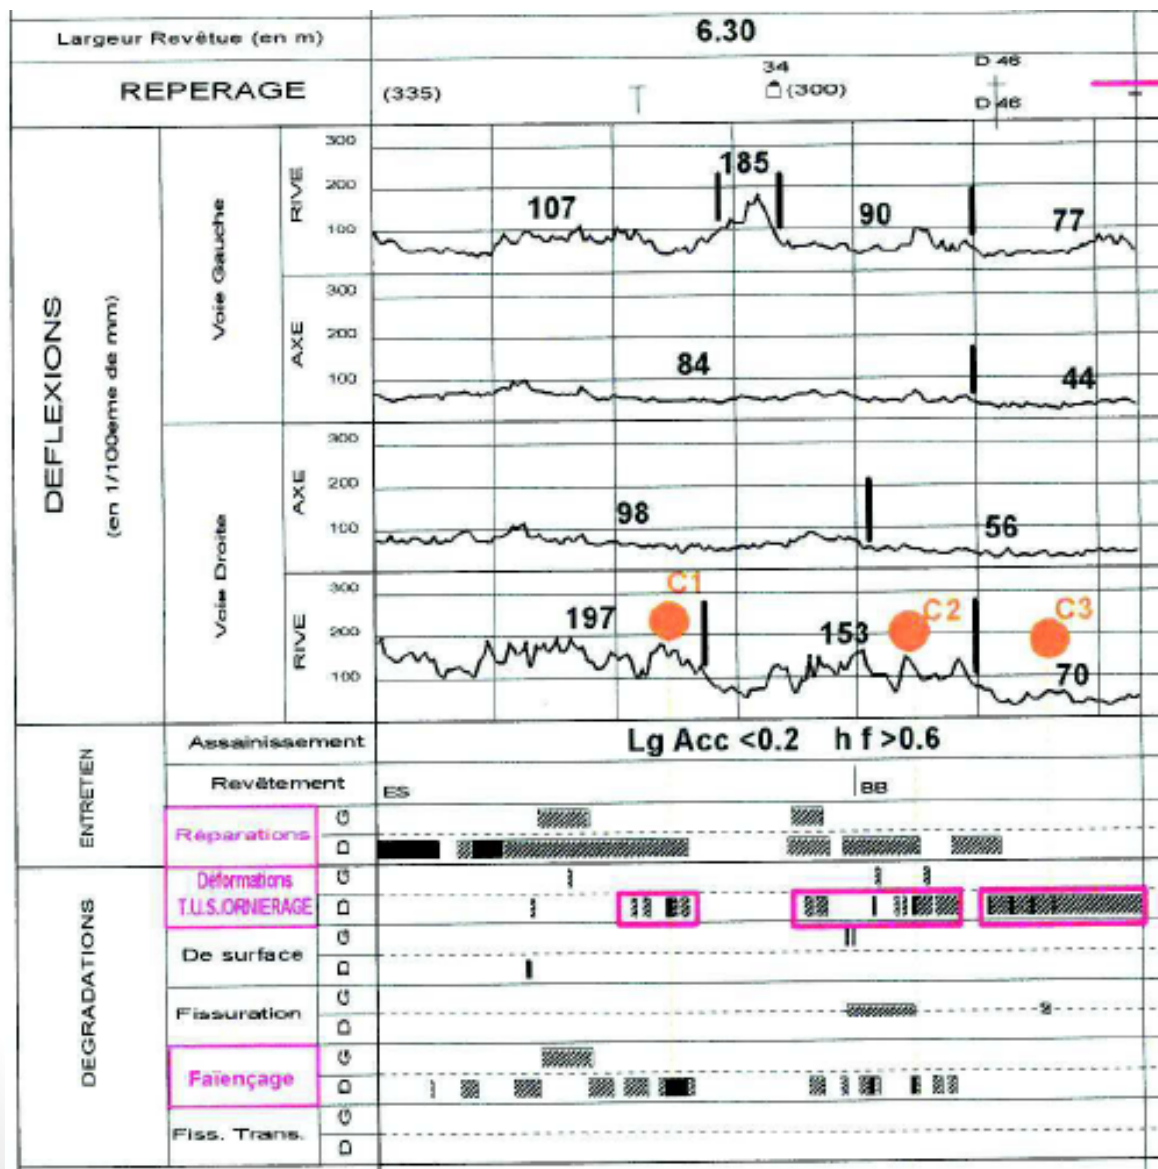 Largeur Revêtue (en m) 6.30
REPERAGE (335) 34 (300) D 46
D 46
DEFLEXIONS
(en 1/100eme de mm)
Voie Gauche
RIVE
300
200
100
107 185 90 77
AXE
300
200
100
84 44
Voie Droite
AXE
300
200
100
98 56
RIVE
300
200
100
197 C1 153 C2 C3 70
ENTRETIEN
Assainissement Lg Acc <0.2 h f >0.6
Revêtement ES BB
Réparations G
D
DEGRADATIONS
Déformations G
T.U.S.ORNIERAGE D
De surface G
D
Fissuration G
D
Faïençage G
D
Fiss. Trans. G
D